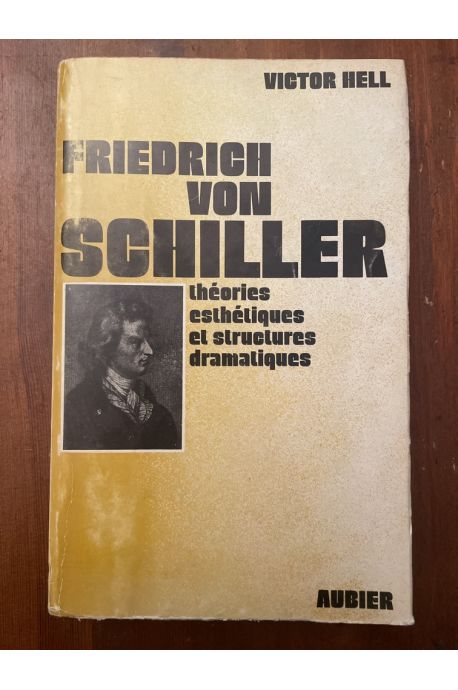 VICTOR HELL
FRIEDRICH
VON
SCHILLER
théories
esthétiques
et structures
dramatiques
AUBIER